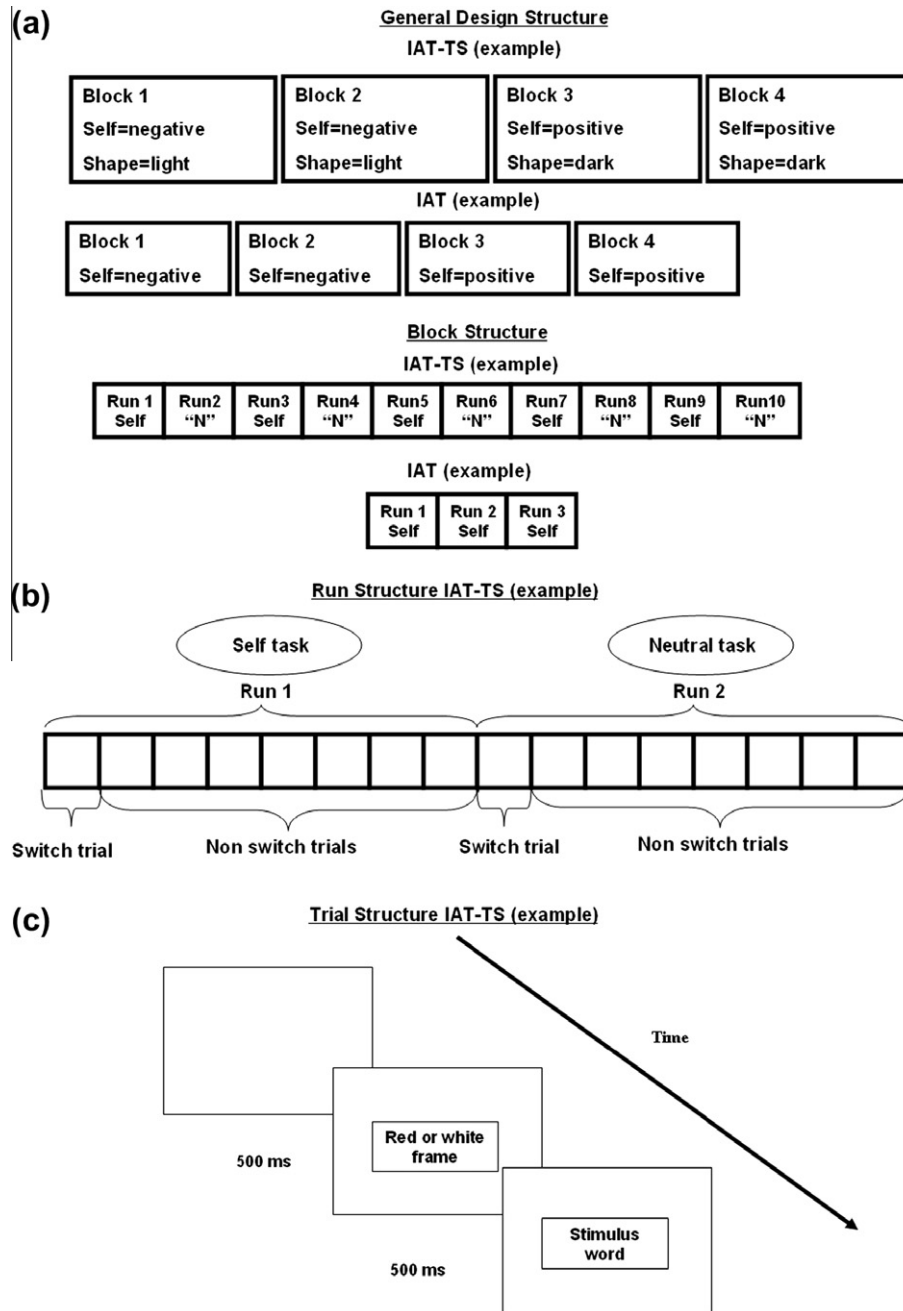 (a)
General Design Structure
IAT-TS (example)
Block 1
Self=negative
Shape=light
Block 2
Self=negative
Shape=light
Block 3
Self=positive
Shape=dark
Block 4
Self=positive
Shape=dark
IAT (example)
Block 1
Self=negative
Block 2
Self=negative
Block 3
Self=positive
Block 4
Self=positive
Block Structure
IAT-TS (example)
Run 1
Self
Run2
“N”
Run3
Self
Run4
“N”
Run5
Self
Run6
“N”
Run7
Self
Run8
“N”
Run9
Self
Run10
“N”
IAT (example)
Run 1
Self
Run 2
Self
Run 3
Self
(b)
Run Structure IAT-TS (example)
Self task
Neutral task
Run 1
Run 2
Switch trial
Non switch trials
Switch trial
Non switch trials
(c)
Trial Structure IAT-TS (example)
Time
Red or white
frame
500 ms
Stimulus
word
500 ms